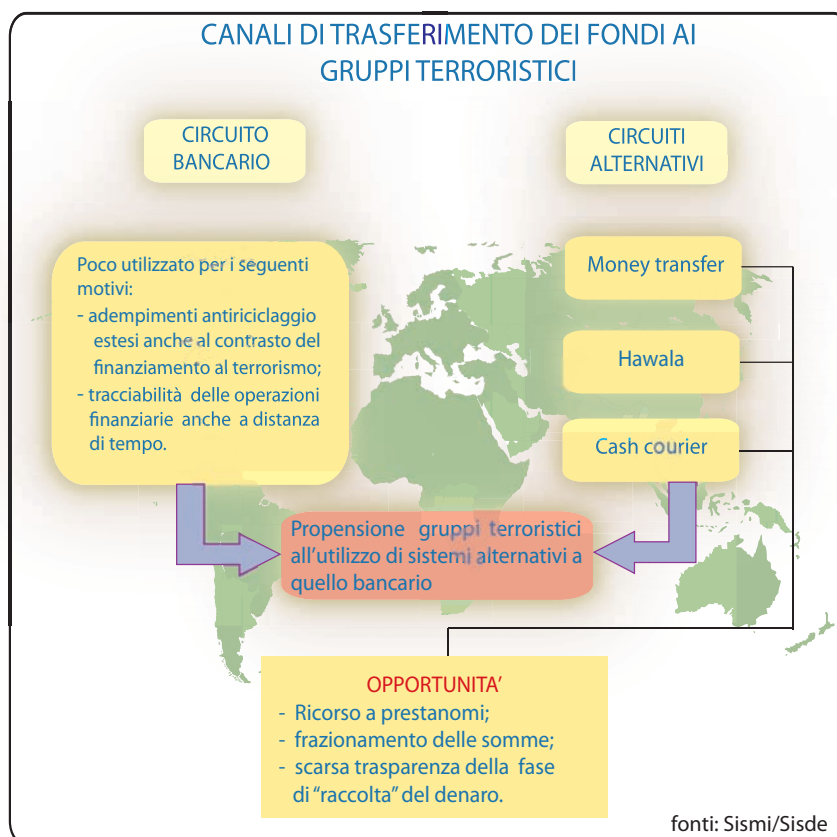 CANALI DI TRASFERIMENTO DEI FONDI AI
GRUPPI TERRORISTICI
CIRCUITO
BANCARIO
CIRCUITI
ALTERNATIVI
Poco utilizzato per i seguenti
motivi:
- adempimenti antiriciclaggio
estesi anche al contrasto del
finanziamento al terrorismo;
- tracciabilità delle operazioni
finanziarie anche a distanza
di tempo.
Money transfer
Hawala
Cash courier
Propensione gruppi terroristici
all'utilizzo di sistemi alternativi a
quello bancario
OPPORTUNITA'
- Ricorso a prestanomi;
- frazionamento delle somme;
- scarsa trasparenza della fase
di "raccolta" del denaro.
fonti: Sismi/Sisde